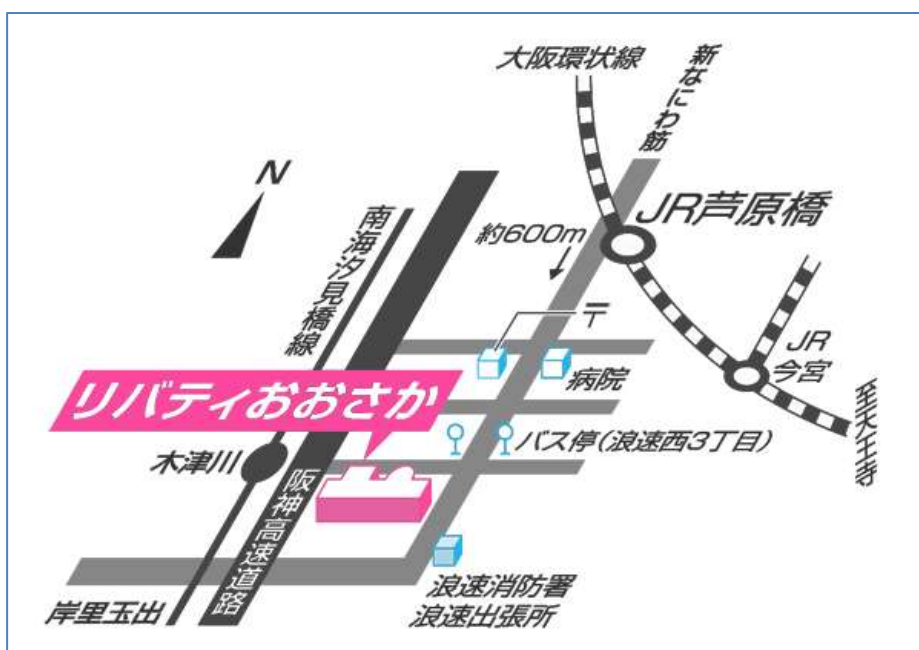 大阪環状線
新なにわ筋
N
南海汐見橋線
JR芦原橋
約600m
〒
病院
JR
今宮
リバティおおさか
至天王寺
バス停(浪速西3丁目)
木津川
阪神高速道路
浪速消防署
浪速出張所
岸里玉出